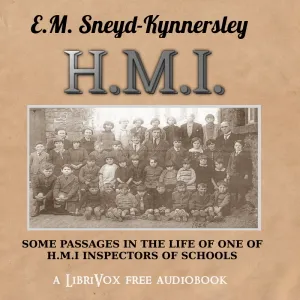 E.M. Sneyd-Kynnersley
H.M.I.
SOME PASSAGES IN THE LIFE OF ONE OF
H.M.I INSPECTORS OF SCHOOLS
A LIBRIVOX FREE AUDIOBOOK